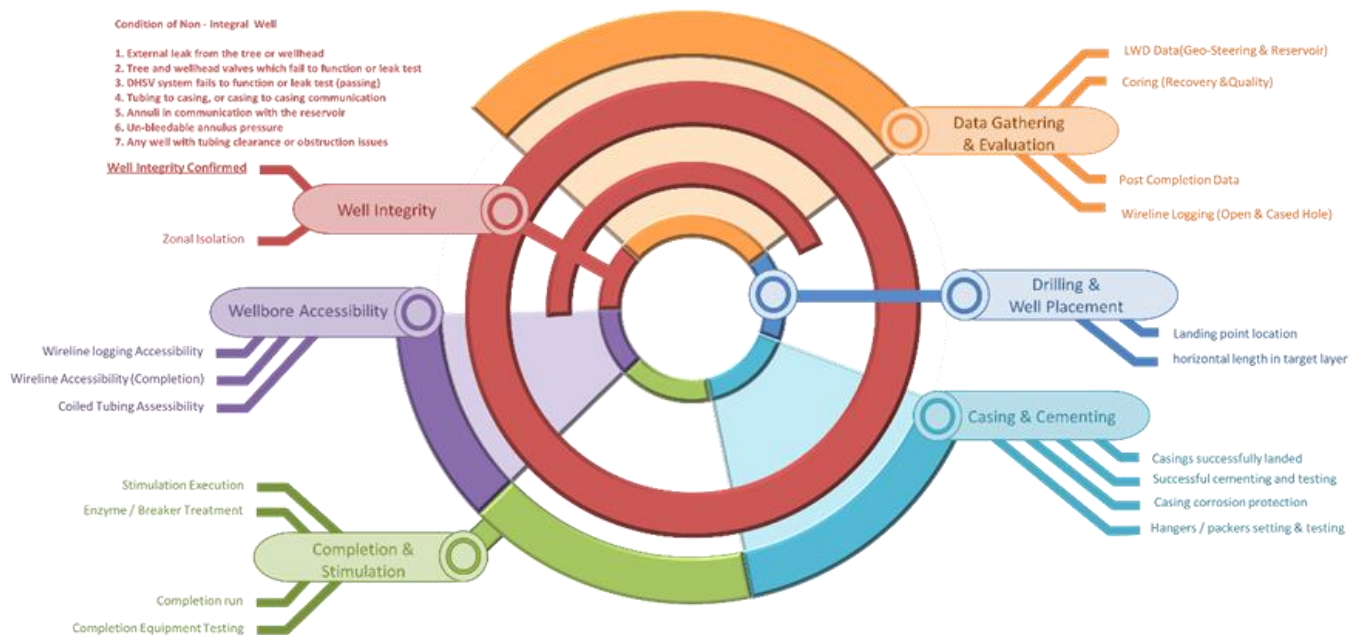 Condition of Non - Integral Well
1. External leak from the tree or wellhead
2. Tree and wellhead valves which fail to function or leak test
3. DHSV system fails to function or leak test (passing)
4. Tubing to casing, or casing to casing communication
5. Annuli in communication with the reservoir
6. Un-bleedable annulus pressure
7. Any well with tubing clearance or obstruction issues
Well Integrity Confirmed
Well Integrity
Zonal Isolation
Wellbore Accessibility
Wireline logging Accessibility
Wireline Accessibility (Completion)
Coiled Tubing Assessibility
Stimulation Execution
Enzyme / Breaker Treatment
Completion &
Stimulation
Completion run
Completion Equipment Testing
LWD Data(Geo-Steering & Reservoir)
Coring (Recovery &Quality)
Data Gathering
& Evaluation
Post Completion Data
Wireline Logging (Open & Cased Hole)
Drilling &
Well Placement
Landing point location
horizontal length in target layer
Casing & Cementing
Casings successfully landed
Successful cementing and testing
Casing corrosion protection
Hangers / packers setting & testing